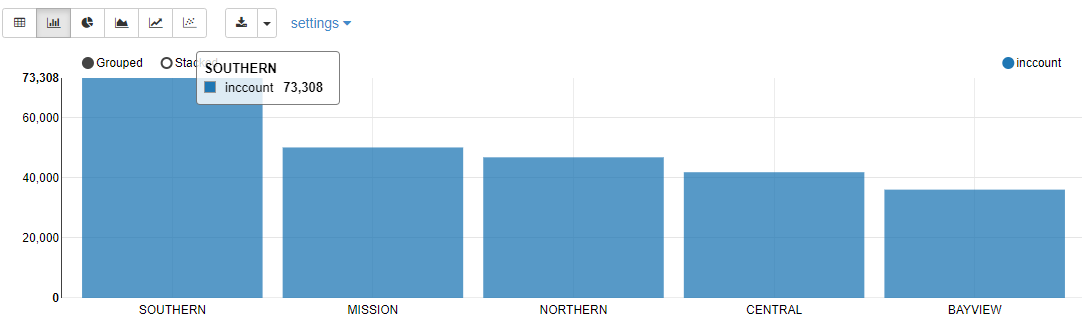 settings
Grouped
Stacked
inccount
SOUTHERN
inccount 73,308
73,308
60,000
40,000
20,000
0
SOUTHERN
MISSION
NORTHERN
CENTRAL
BAYVIEW